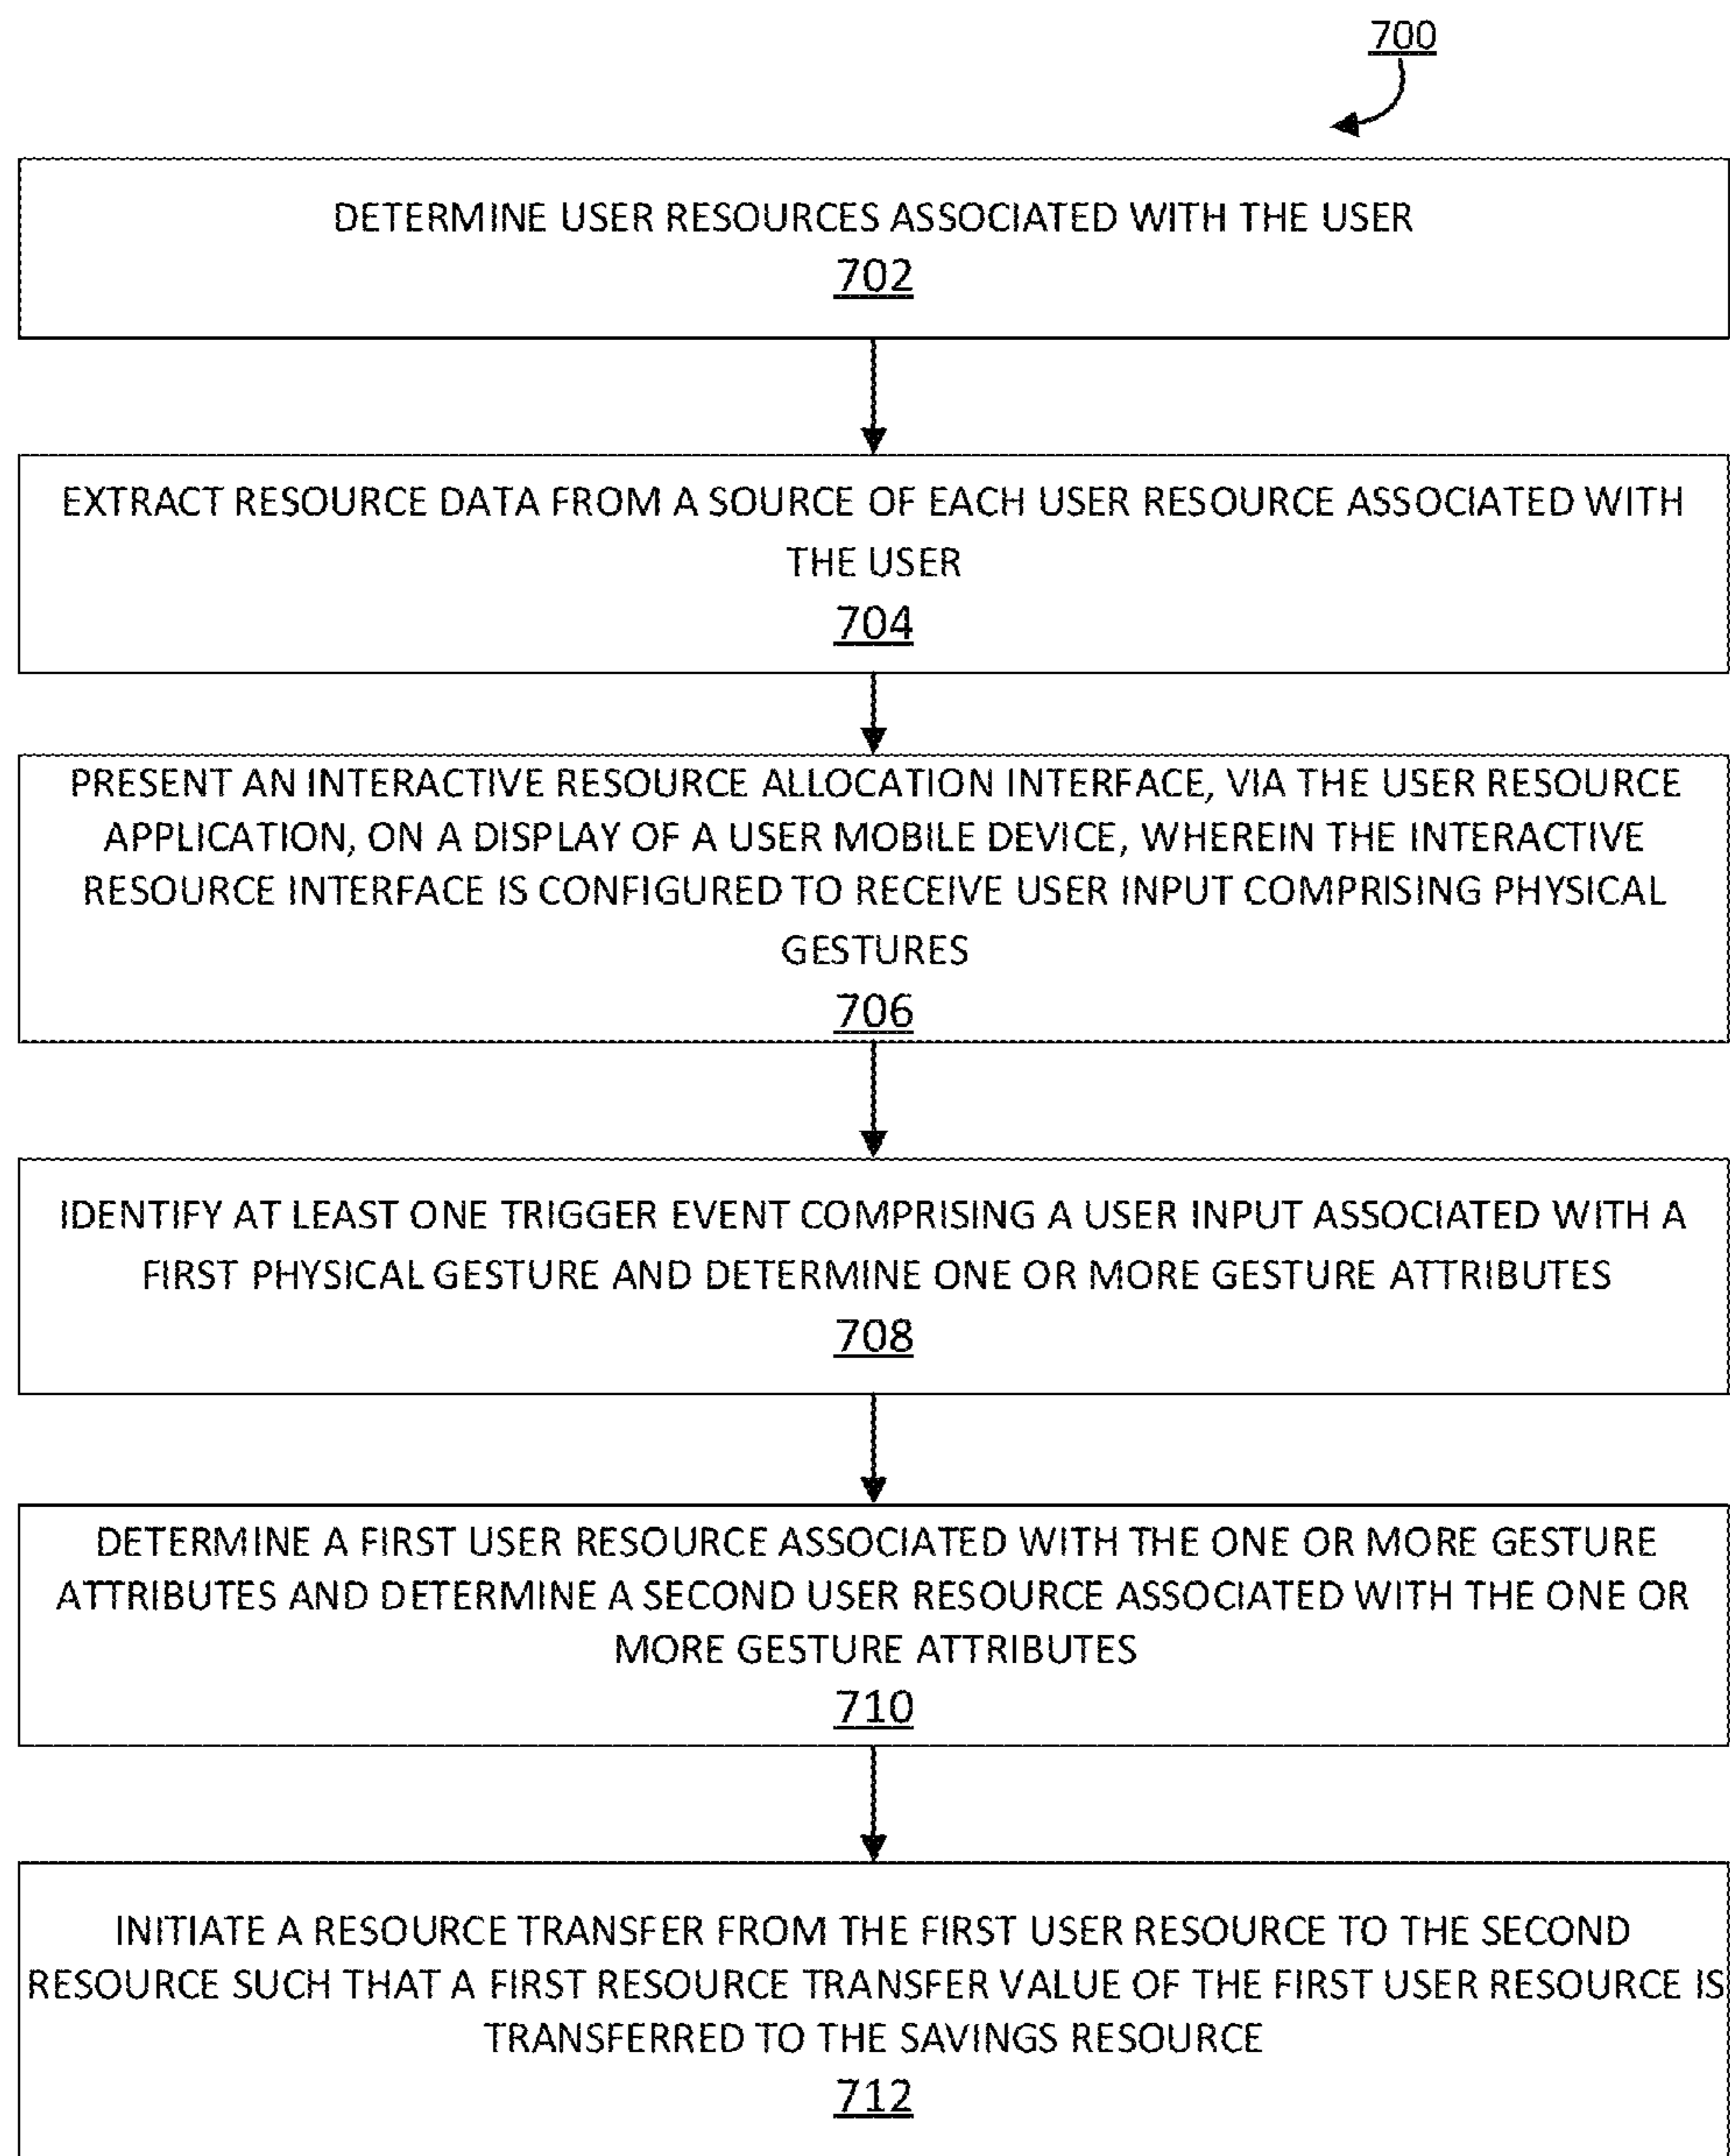 700
DETERMINE USER RESOURCES ASSOCIATED WITH THE USER
702
EXTRACT RESOURCE DATA FROM A SOURCE OF EACH USER RESOURCE ASSOCIATED WITH
THE USER
704
PRESENT AN INTERACTIVE RESOURCE ALLOCATION INTERFACE, VIA THE USER RESOURCE
APPLICATION, ON A DISPLAY OF A USER MOBILE DEVICE, WHEREIN THE INTERACTIVE
RESOURCE INTERFACE IS CONFIGURED TO RECEIVE USER INPUT COMPRISING PHYSICAL
GESTURES
706
IDENTIFY AT LEAST ONE TRIGGER EVENT COMPRISING A USER INPUT ASSOCIATED WITH A
FIRST PHYSICAL GESTURE AND DETERMINE ONE OR MORE GESTURE ATTRIBUTES
708
DETERMINE A FIRST USER RESOURCE ASSOCIATED WITH THE ONE OR MORE GESTURE
ATTRIBUTES AND DETERMINE A SECOND USER RESOURCE ASSOCIATED WITH THE ONE OR
MORE GESTURE ATTRIBUTES
710
INITIATE A RESOURCE TRANSFER FROM THE FIRST USER RESOURCE TO THE SECOND
RESOURCE SUCH THAT A FIRST RESOURCE TRANSFER VALUE OF THE FIRST USER RESOURCE IS
TRANSFERRED TO THE SAVINGS RESOURCE
712